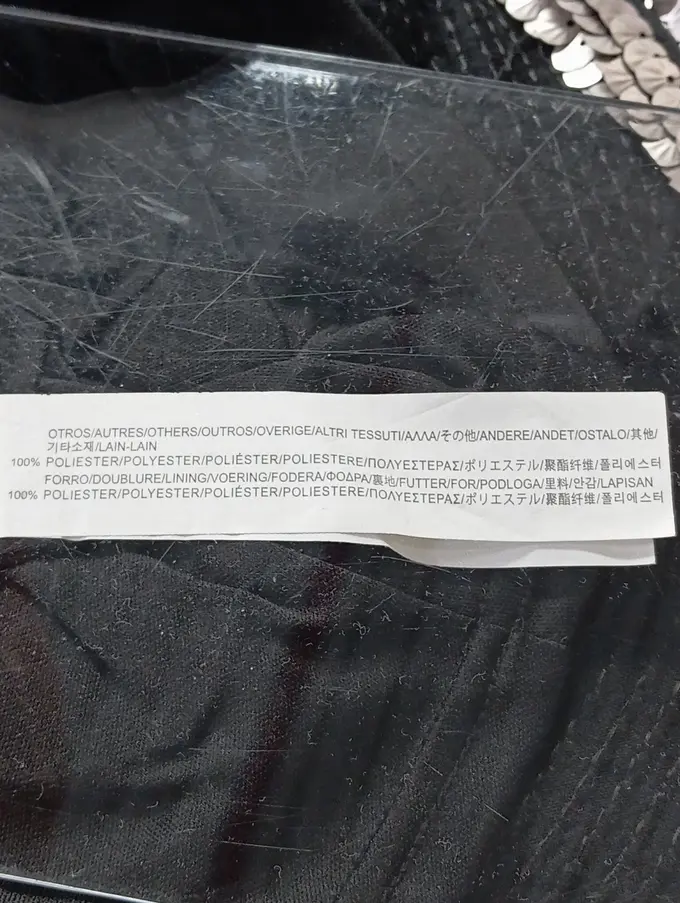 OTROS/AUTRES/OTHERS/OUTROS/OVERIGE/ALTRI TESSUTI/ΑΛΛΑ/その他/ANDERE/ANDET/OSTALO/其他/
기타소재/LAIN-LAIN
100% POLIESTER/POLYESTER/POLIÉSTER/POLIESTERE/ΠΟΛΥΕΣΤΕΡΑΣ/ポリエステル/聚酯纤维/폴리에스터
FORRO/DOUBLURE/LINING/VOERING/FODERA/ΦΟΔΡΑ/裏地/FUTTER/FOR/PODLOGA/里料/안감/LAPISAN
100% POLIESTER/POLYESTER/POLIÉSTER/POLIESTERE/ΠΟΛΥΕΣΤΕΡΑΣ/ポリエステル/聚酯纤维/폴리에스터